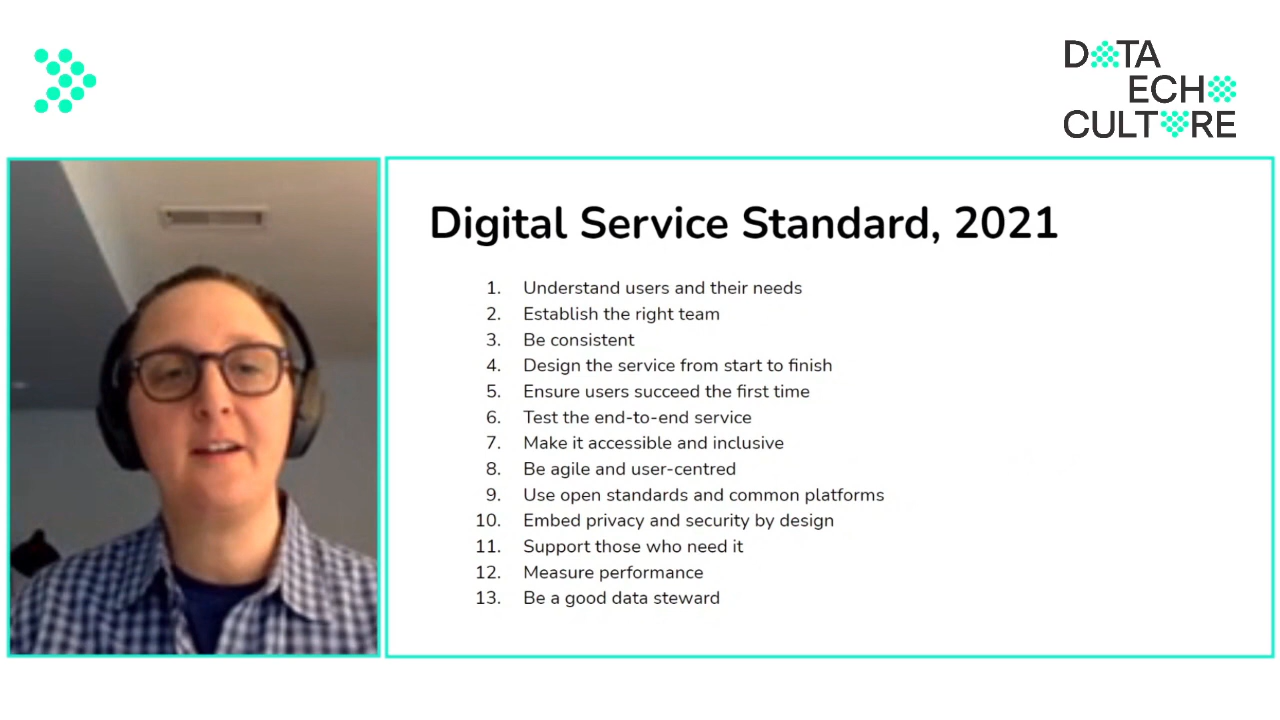 DATA
ECHO
CULTURE
Digital Service Standard, 2021
1. Understand users and their needs
2. Establish the right team
3. Be consistent
4. Design the service from start to finish
5. Ensure users succeed the first time
6. Test the end-to-end service
7. Make it accessible and inclusive
8. Be agile and user-centred
9. Use open standards and common platforms
10. Embed privacy and security by design
11. Support those who need it
12. Measure performance
13. Be a good data steward